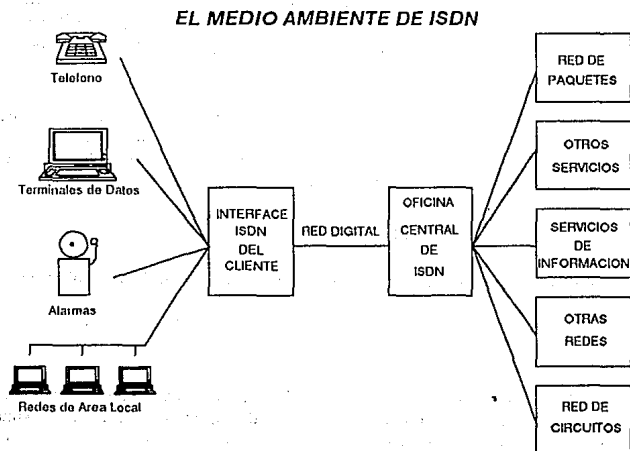 EL MEDIO AMBIENTE DE ISDN
Telefono
Terminales de Datos
Alarmas
Redes de Area Local
INTERFACE
ISDN
DEL
CLIENTE
RED DIGITAL
OFICINA
CENTRAL
DE
ISDN
RED DE
PAQUETES
OTROS
SERVICIOS
SERVICIOS
DE
INFORMACION
OTRAS
REDES
RED DE
CIRCUITOS